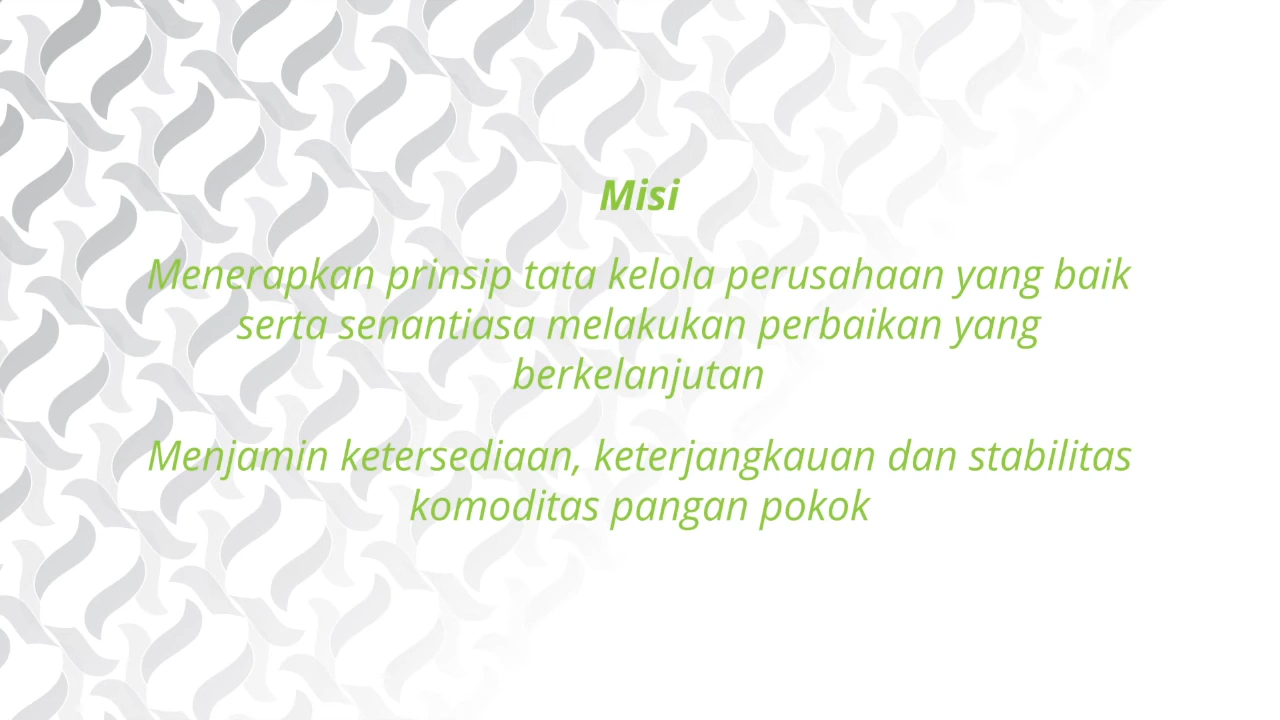 Misi
Menerapkan prinsip tata kelola perusahaan yang baik
serta senantiasa melakukan perbaikan yang
berkelanjutan
Menjamin ketersediaan, keterjangkauan dan stabilitas
komoditas pangan pokok